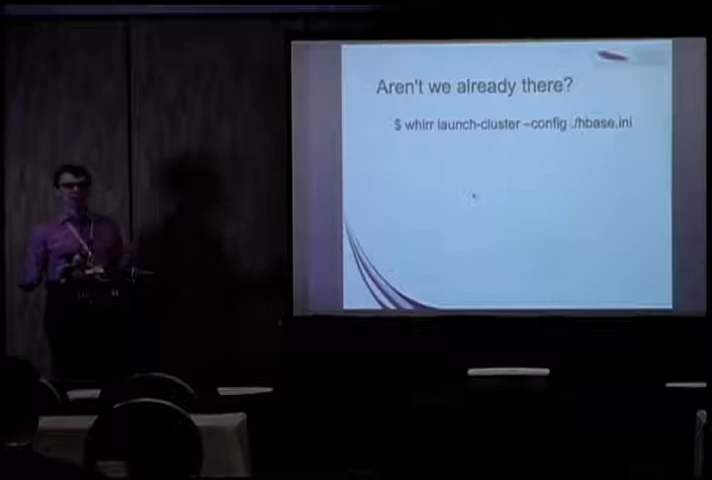 Aren't we already there?
$ whirr launch-cluster –config ./hbase.ini